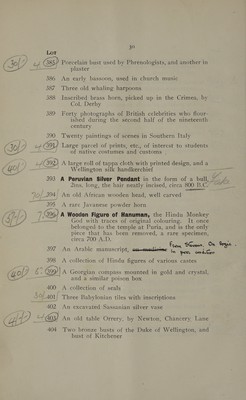 30
LOT
30/- 385 Porcelain bust used by Phrenologists, and another in
plaster
386 An early bassoon, used in church music
387 Three old whaling harpoons
388 Inscribed brass horn, picked up in the Crimea, by
Col. Derby
389 Forty photographs of British celebrities who flour-
ished during the second half of the nineteenth
century
390 Twenty paintings of scenes in Southern Italy
30/- 4 391 Large parcel of prints, etc., of interest to students
of native costumes and customs
40/- 392 A large roll of tappa cloth with printed design, and a
Wellington silk handkerchief
393 A Peruvian Silver Pendant in the form of a bull,
2ins. long, the hair neatly incised, circa 800 B.C.
394 An old African wooden head, well carved
395 A rare Javanese powder horn
396 A Wooden Figure of Hanuman, the Hindu Monkey
God with traces of original colouring. It once
belonged to the temple at Puria, and is the only
piece that has been removed, a rare specimen,
circa 700 A.D.
397 An Arabic manuscript,
398 A collection of Hindu figures of various castes
399 A Georgian compass mounted in gold and crystal,
and a similar poison box
400 A collection of seals
401 Three Babylonian tiles with inscriptions
402 An excavated Sassanian silver vase
403 An old table Orrery, by Newton, Chancery Lane
404 Two bronze busts of the Duke of Wellington, and
bust of Kitchener